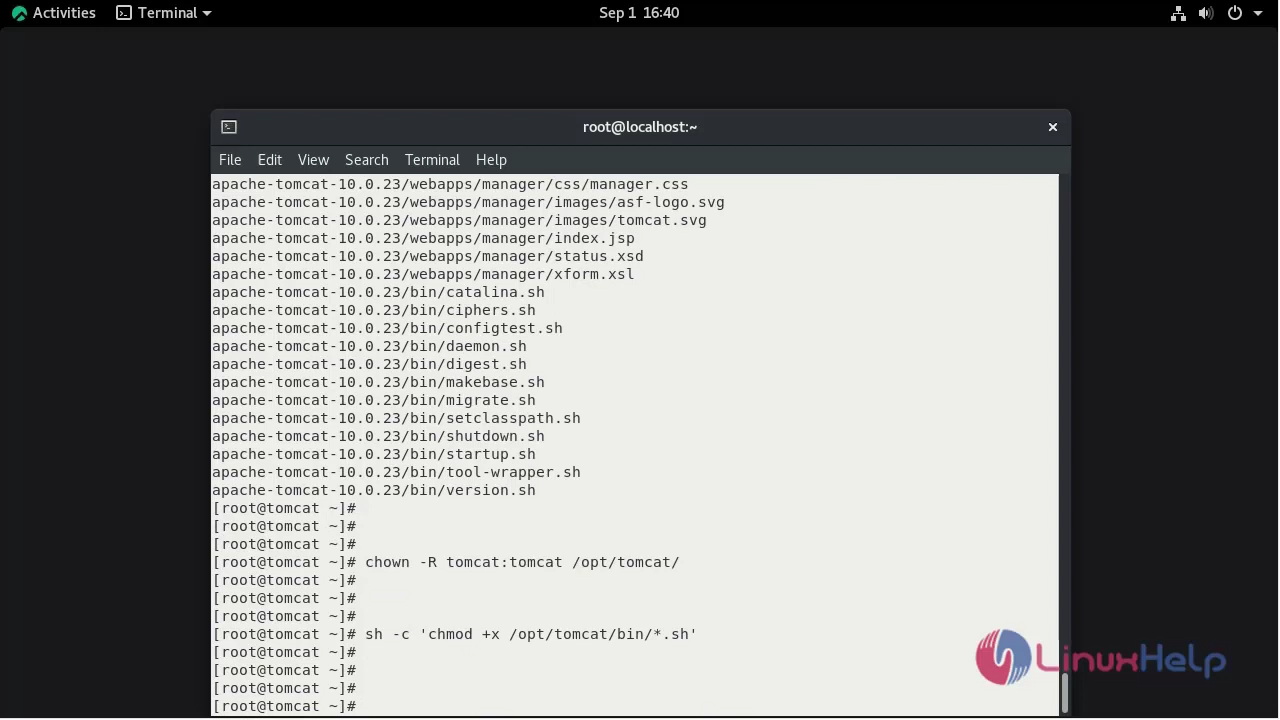 Activities Terminal Sep 1 16:40
root@localhost:~
File Edit View Search Terminal Help
apache-tomcat-10.0.23/webapps/manager/css/manager.css
apache-tomcat-10.0.23/webapps/manager/images/asf-logo.svg
apache-tomcat-10.0.23/webapps/manager/images/tomcat.svg
apache-tomcat-10.0.23/webapps/manager/index.jsp
apache-tomcat-10.0.23/webapps/manager/status.xsd
apache-tomcat-10.0.23/webapps/manager/xform.xsl
apache-tomcat-10.0.23/bin/catalina.sh
apache-tomcat-10.0.23/bin/ciphers.sh
apache-tomcat-10.0.23/bin/configtest.sh
apache-tomcat-10.0.23/bin/daemon.sh
apache-tomcat-10.0.23/bin/digest.sh
apache-tomcat-10.0.23/bin/makebase.sh
apache-tomcat-10.0.23/bin/migrate.sh
apache-tomcat-10.0.23/bin/setclasspath.sh
apache-tomcat-10.0.23/bin/shutdown.sh
apache-tomcat-10.0.23/bin/startup.sh
apache-tomcat-10.0.23/bin/tool-wrapper.sh
apache-tomcat-10.0.23/bin/version.sh
[root@tomcat ~]#
[root@tomcat ~]#
[root@tomcat ~]#
[root@tomcat ~]# chown -R tomcat:tomcat /opt/tomcat/
[root@tomcat ~]#
[root@tomcat ~]#
[root@tomcat ~]#
[root@tomcat ~]# sh -c 'chmod +x /opt/tomcat/bin/*.sh'
[root@tomcat ~]#
[root@tomcat ~]#
[root@tomcat ~]#
[root@tomcat ~]#
LinuxHelp